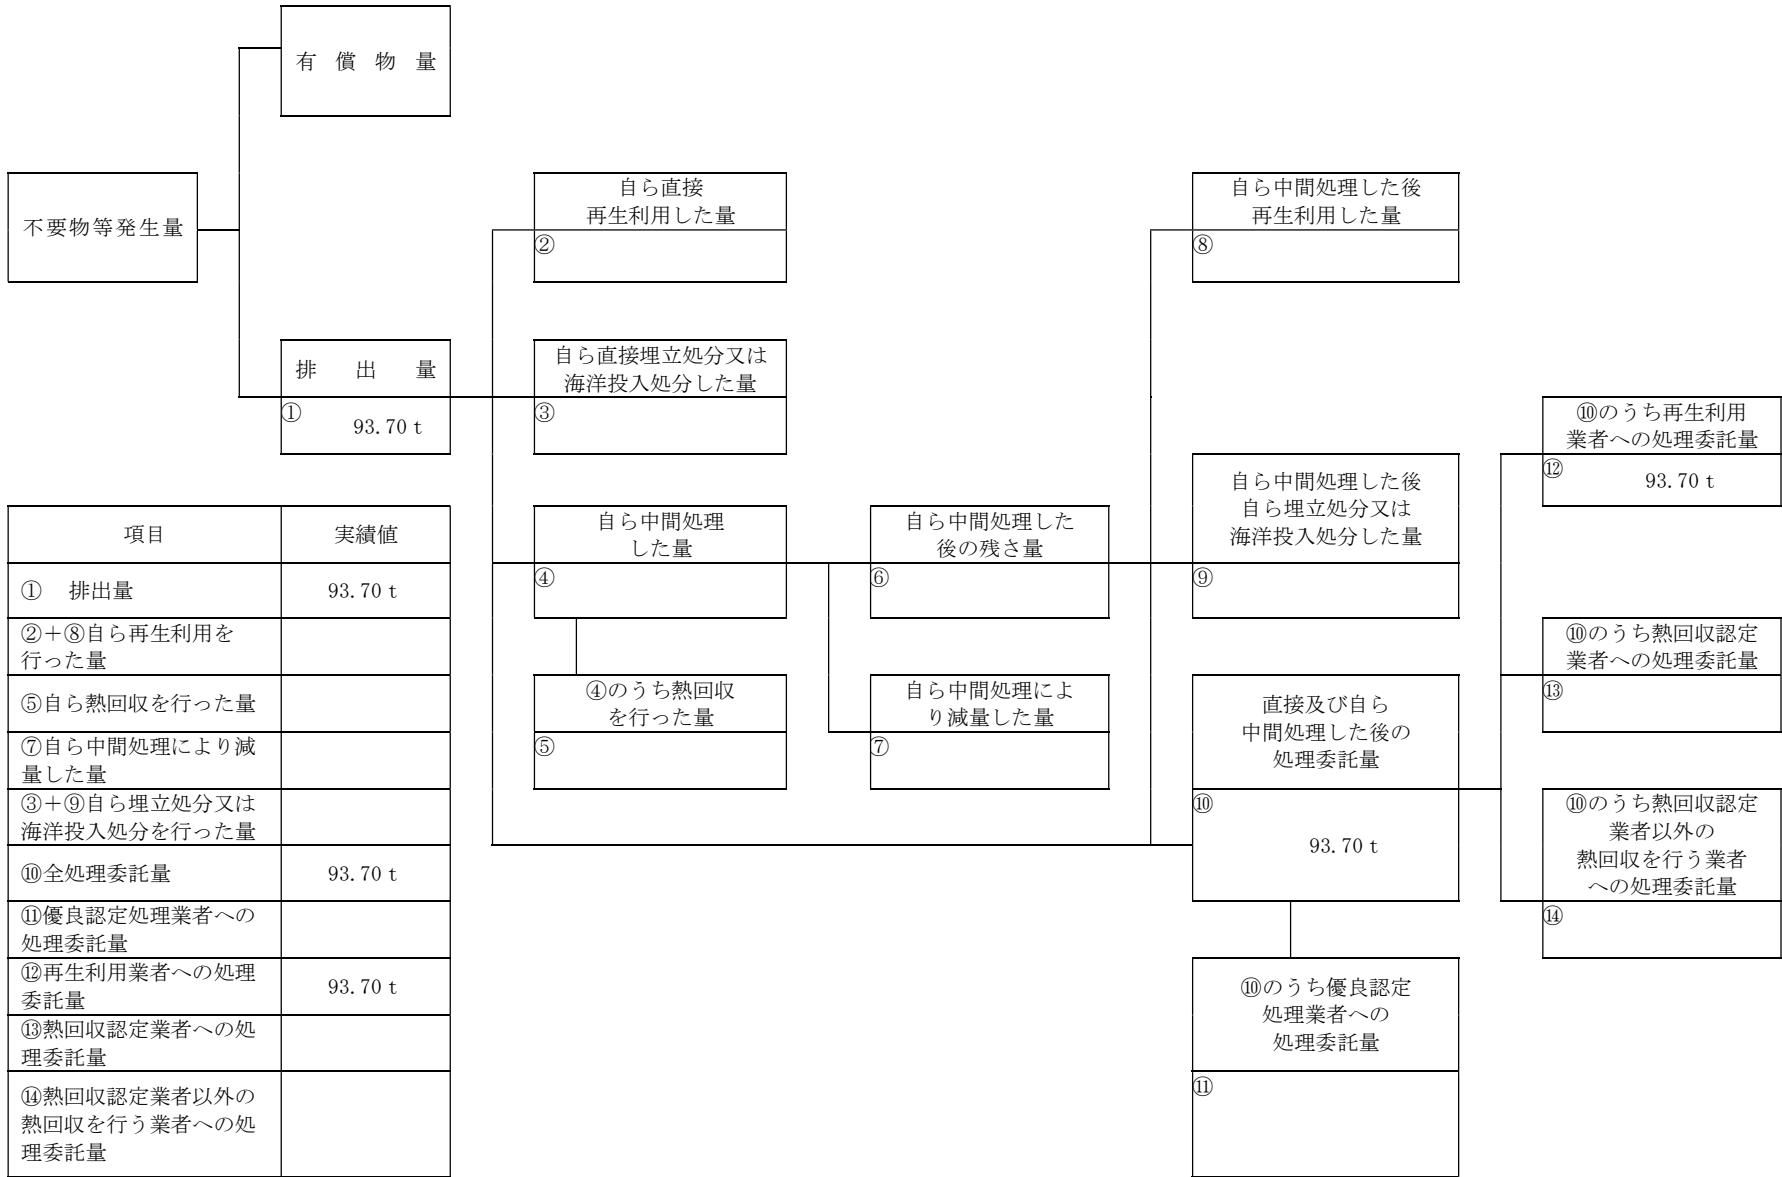 有償物量
不要物等発生量
自ら直接
再生利用した量
②
自ら中間処理した後
再生利用した量
⑧
排出量
①
93.70 t
自ら直接埋立処分又は
海洋投入処分した量
③
⑩のうち再生利用
業者への処理委託量
⑫
93.70 t
自ら中間処理した後
自ら埋立処分又は
海洋投入処分した量
⑨
自ら中間処理
した量
④
自ら中間処理した
後の残さ量
⑥
⑩のうち熱回収認定
業者への処理委託量
⑬
④のうち熱回収
を行った量
⑤
自ら中間処理によ
り減量した量
⑦
直接及び自ら
中間処理した後の
処理委託量
⑩
93.70 t
⑩のうち熱回収認定
業者以外の
熱回収を行う業者
への処理委託量
⑭
⑩のうち優良認定
処理業者への
処理委託量
⑪
項目 実績値
① 排出量 93.70 t
②＋⑧自ら再生利用を
行った量
⑤自ら熱回収を行った量
⑦自ら中間処理により減
量した量
③＋⑨自ら埋立処分又は
海洋投入処分を行った量
⑩全処理委託量 93.70 t
⑪優良認定処理業者への
処理委託量
⑫再生利用業者への処理
委託量 93.70 t
⑬熱回収認定業者への処
理委託量
⑭熱回収認定業者以外の
熱回収を行う業者への処
理委託量